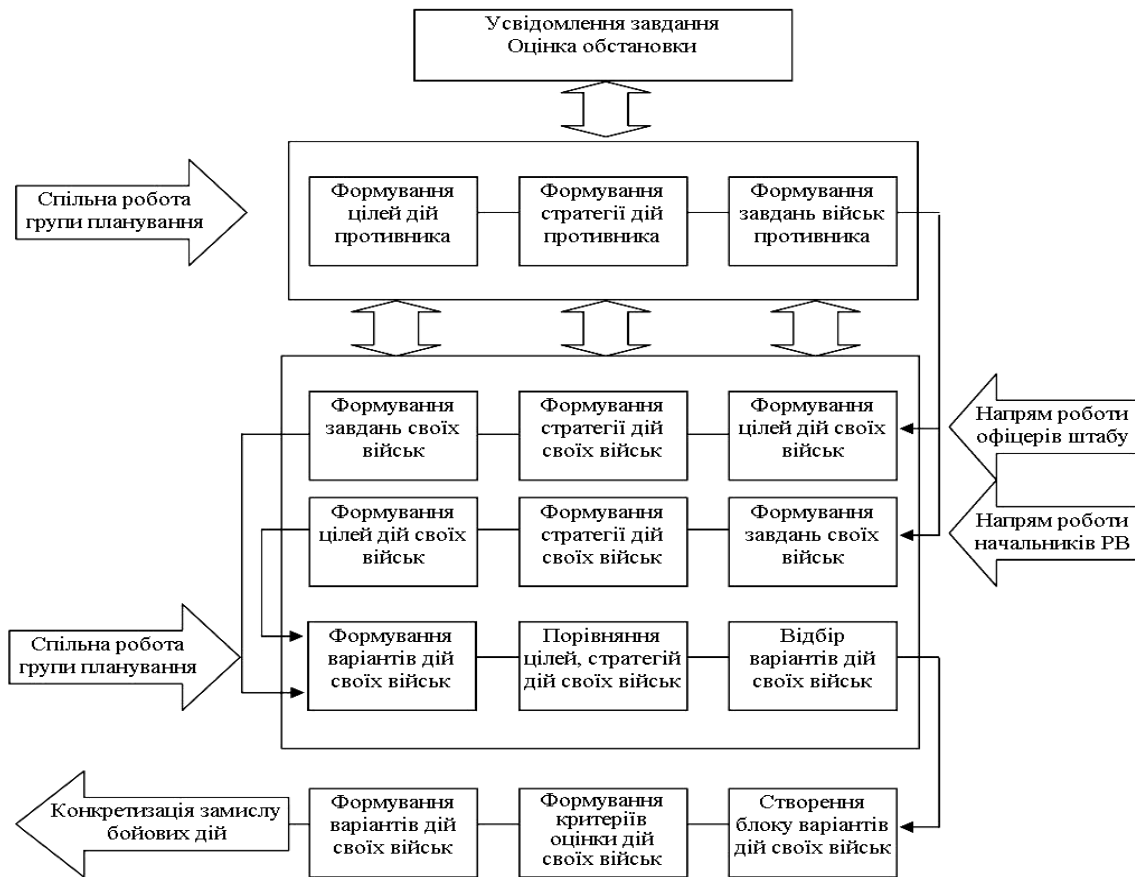 Усвідомлення завдання
Оцінка обстановки
Спільна робота
групи планування
Формування
цілей дій
противника
Формування
стратегії дій
противника
Формування
завдань військ
противника
Формування
завдань своїх
військ
Формування
стратегії дій
своїх військ
Формування
цілей дій своїх
військ
Напрям роботи
офіцерів штабу
Формування
цілей дій своїх
військ
Формування
стратегії дій
своїх військ
Формування
завдань своїх
військ
Напрям роботи
начальників РВ
Спільна робота
групи планування
Формування
варіантів дій
своїх військ
Порівняння
цілей, стратегій
дій своїх військ
Відбір
варіантів дій
своїх військ
Конкретизація замислу
бойових дій
Формування
варіантів дій
своїх військ
Формування
критеріїв
оцінки дій
своїх військ
Створення
блоку варіантів
дій своїх військ